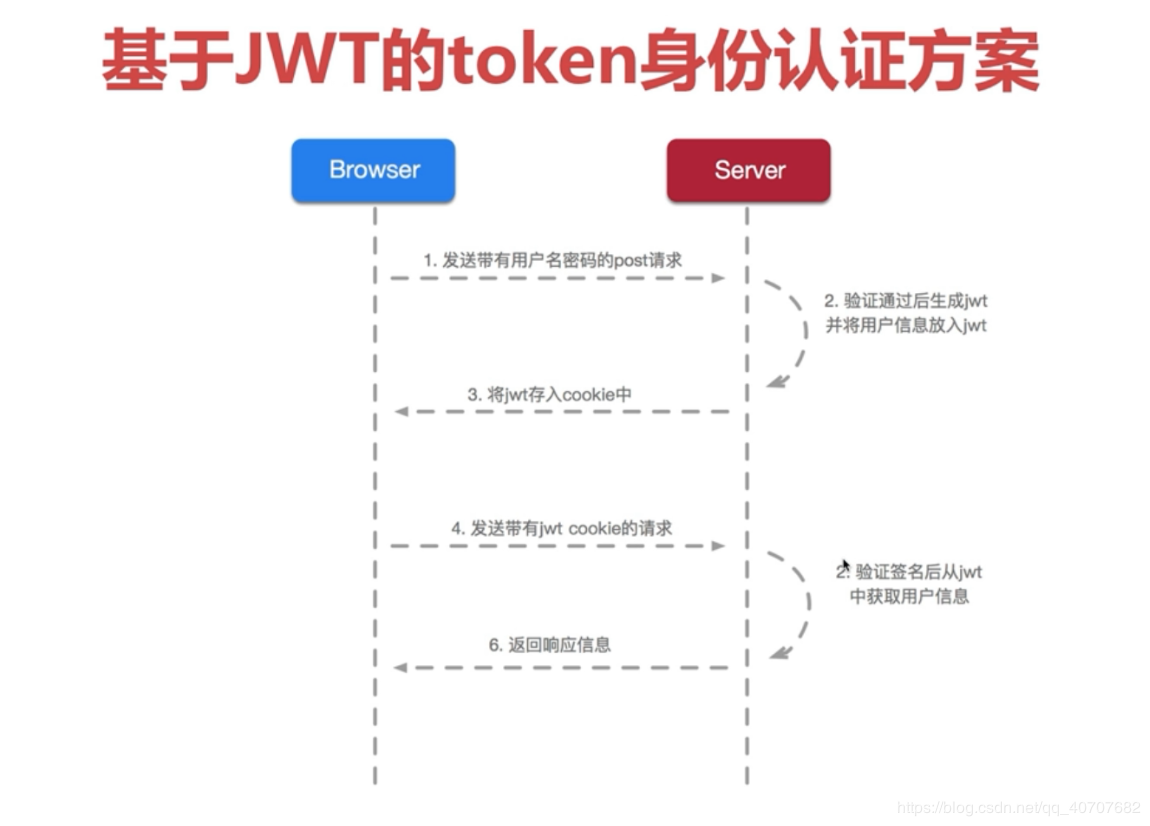 基于JWT的token身份认证方案
Browser
Server
1. 发送带有用户名密码的post请求
2. 验证通过后生成jwt
并将用户信息放入jwt
3. 将jwt存入cookie中
4. 发送带有jwt cookie的请求
2. 验证签名后从jwt
中获取用户信息
6. 返回响应信息
https://blog.csdn.net/qq_40707682